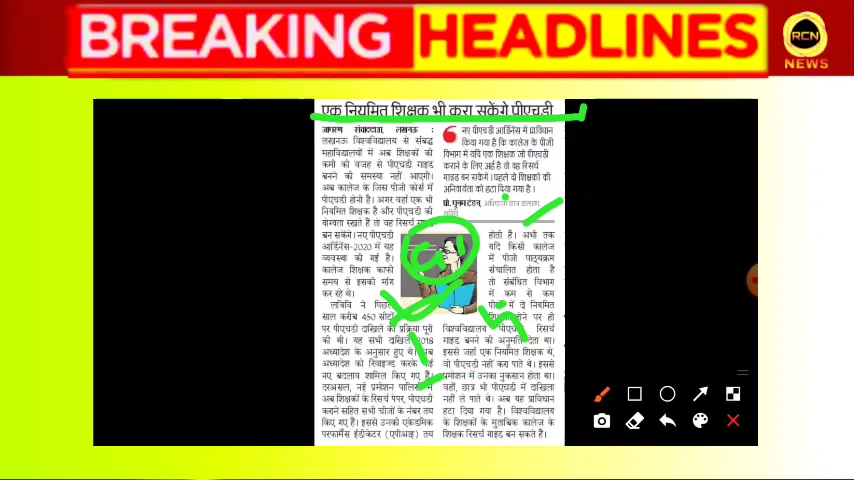 BREAKING HEADLINES
RCN
NEWS
एक नियमित शिक्षक भी करा सकेंगे पीएचडी
जागरण संवाददाता, लखनऊ :
लखनऊ विश्वविद्यालय से संबद्ध
महाविद्यालयों में अब शिक्षकों को
कमी की वजह से पीएचडी गाइड
बनने की समस्या नहीं आएगी।
अब कालेज के जिस पीजी कोर्स में
पीएचडी होनी है। अगर वहां एक भी
नियमित शिक्षक है और पीएचडी की
योग्यता रखते हैं तो वह रिसर्च
बन सकेंगे। नए पीएचडी
आर्डिनेंस-2020 में यह
व्यवस्था की गई है।
कालेज शिक्षक काफी
समय से इसकी मांग
कर रहे थे।
लविवि ने
साल करीब 450 सीटों
पर पीएचडी दाखिले की प्रक्रिया पूरी
की थी। यह सभी दाखिले 2018
अध्यादेश के अनुसार हुए थे।
अध्यादेश को रिवाइज्ड करके
नए बदलाव शामिल किए गए हैं।
दरअसल, नई प्रमोशन पालिसी में
अब शिक्षकों के रिसर्च पेपर, पीएचडी
कराने सहित सभी चीजों के नंबर तय
किए गए हैं। इससे उनकी एकेडमिक
परफार्मेंस इंडीकेटर (एपीआइ) तय
नए पीएचडी आर्डिनेंस में प्राविधान
किया गया है कि कालेज के पीजी
विभाग में यदि एक शिक्षक जो पीएचडी
कराने के लिए अर्ह है तो वह रिसर्च
गाइड बन सकेंगे। पहले दो शिक्षकों की
अनिवार्यता को हटा दिया गया है।
प्रो. पूनम टंडन, अधिष्ठाता छात्र कल्याण,
होती है। अभी तक
यदि किसी कालेज
में पीजी पाठ्यक्रम
संचालित होता है
तो संबंधित विभाग
में कम से कम
में दो नियमित
होने पर ही
विश्वविद्यालय पीएचडी रिसर्च
गाइड बनने की अनुमति देता था।
इससे जहां एक नियमित शिक्षक थे,
वो पीएचडी नहीं करा पाते थे। इससे
प्रमोशन में उनका नुकसान होता था।
वहीं, छात्र भी पीएचडी में दाखिला
नहीं ले पाते थे। अब यह प्राविधान
हटा दिया गया है। विश्वविद्यालय
के शिक्षकों के मुताबिक कालेज के
शिक्षक रिसर्च गाइड बन सकते हैं।